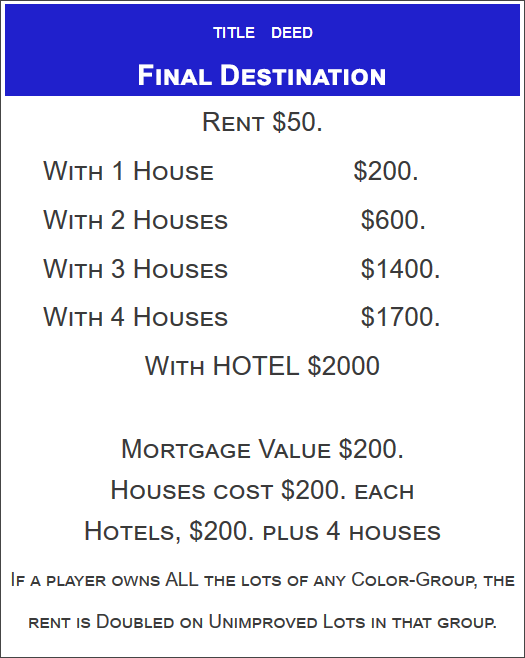 TITLE DEED
FINAL DESTINATION
RENT $50.
WITH 1 HOUSE $200.
WITH 2 HOUSES $600.
WITH 3 HOUSES $1400.
WITH 4 HOUSES $1700.
WITH HOTEL $2000
MORTGAGE VALUE $200.
HOUSES COST $200. EACH
HOTELS, $200. PLUS 4 HOUSES
IF A PLAYER OWNS ALL THE LOTS OF ANY COLOR-GROUP, THE
RENT IS DOUBLED ON UNIMPROVED LOTS IN THAT GROUP.